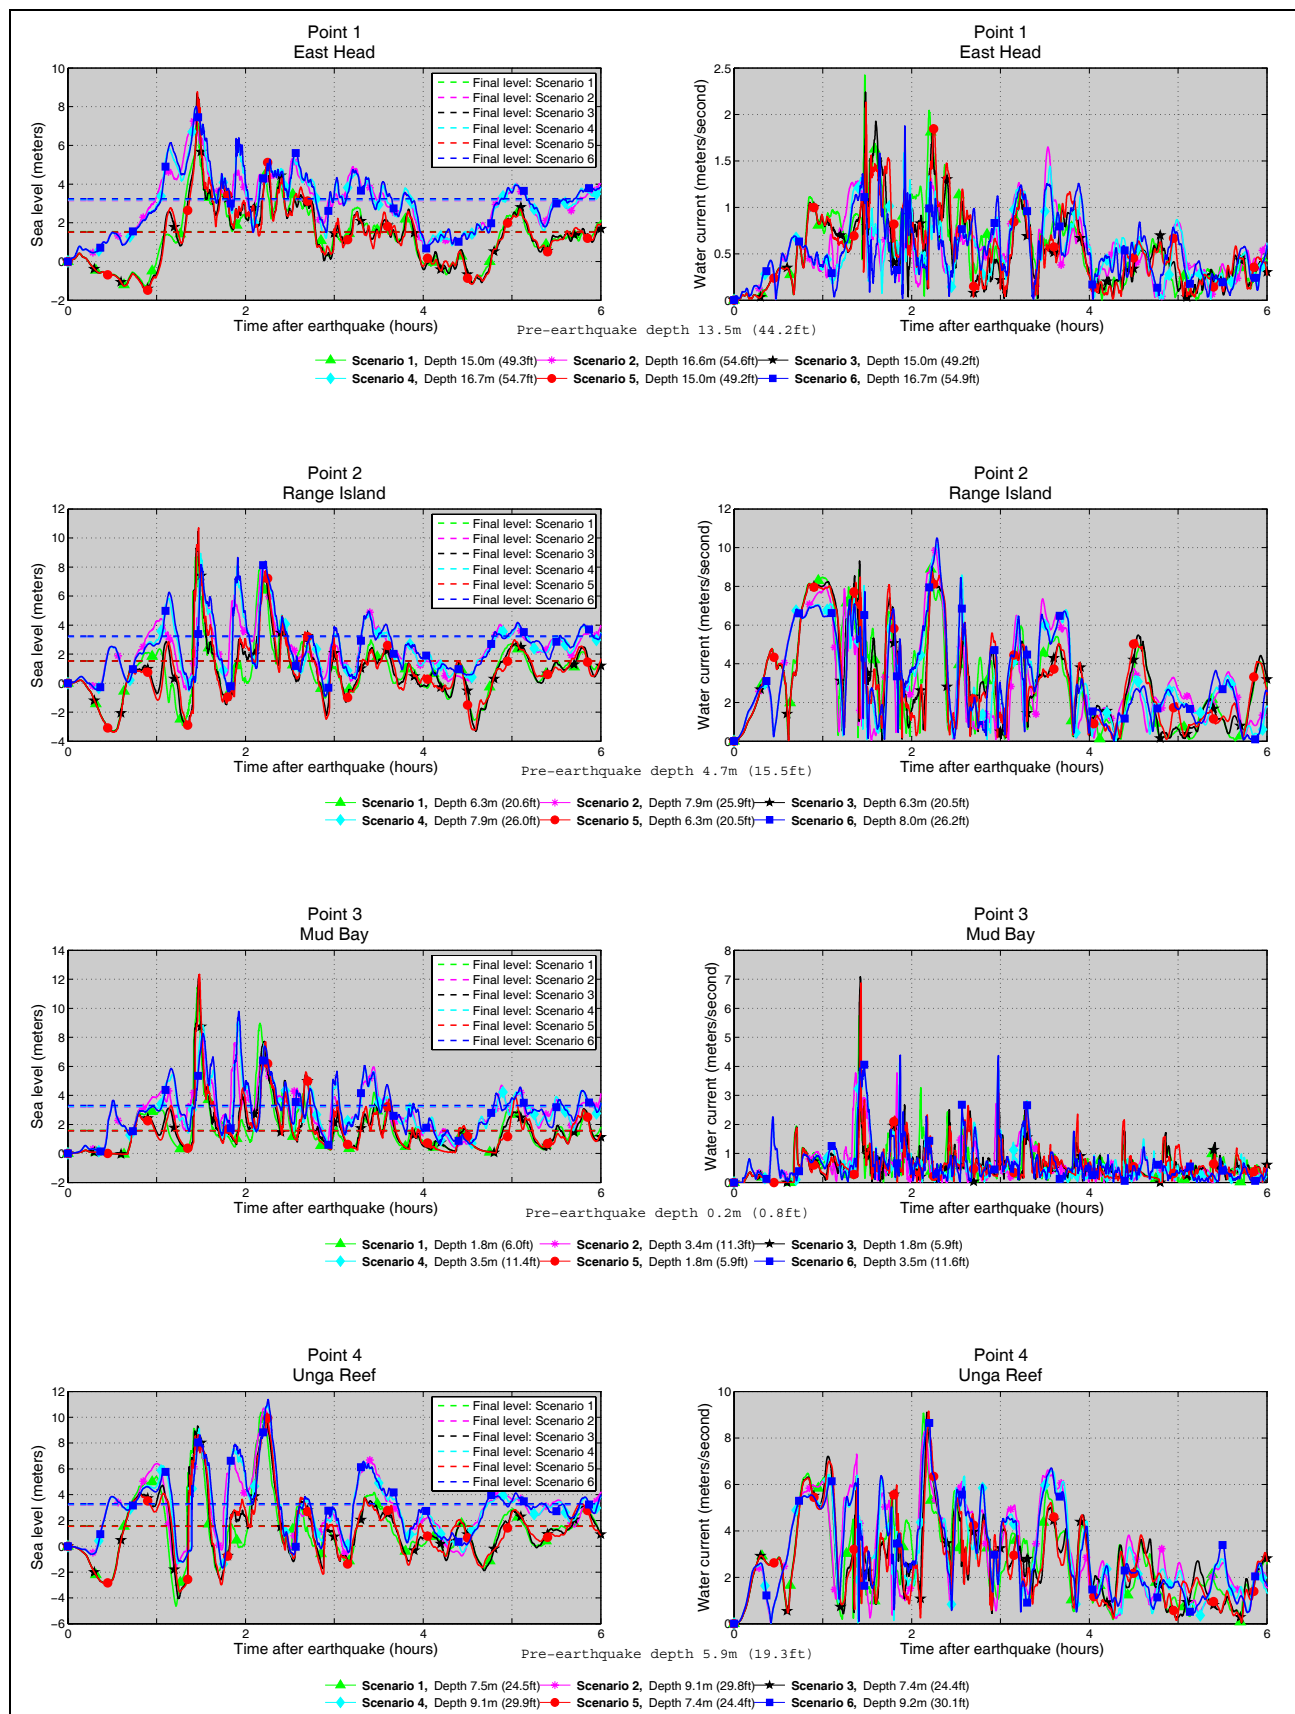 Point 1
East Head
Sea level (meters)
10
8
6
4
2
0
−2
0
2
4
6
Time after earthquake (hours)
Final level: Scenario 1
Final level: Scenario 2
Final level: Scenario 3
Final level: Scenario 4
Final level: Scenario 5
Final level: Scenario 6
Point 1
East Head
Water current (meters/second)
2.5
2
1.5
1
0.5
0
0
2
4
6
Time after earthquake (hours)
Pre-earthquake depth 13.5m (44.2ft)
Scenario 1, Depth 15.0m (49.3ft) Scenario 2, Depth 16.6m (54.6ft) Scenario 3, Depth 15.0m (49.2ft)
Scenario 4, Depth 16.7m (54.7ft) Scenario 5, Depth 15.0m (49.2ft) Scenario 6, Depth 16.7m (54.9ft)
Point 2
Range Island
Sea level (meters)
12
10
8
6
4
2
0
−2
−4
0
2
4
6
Time after earthquake (hours)
Final level: Scenario 1
Final level: Scenario 2
Final level: Scenario 3
Final level: Scenario 4
Final level: Scenario 5
Final level: Scenario 6
Point 2
Range Island
Water current (meters/second)
12
10
8
6
4
2
0
0
2
4
6
Time after earthquake (hours)
Pre-earthquake depth 4.7m (15.5ft)
Scenario 1, Depth 6.3m (20.6ft) Scenario 2, Depth 7.9m (25.9ft) Scenario 3, Depth 6.3m (20.5ft)
Scenario 4, Depth 7.9m (26.0ft) Scenario 5, Depth 6.3m (20.5ft) Scenario 6, Depth 8.0m (26.2ft)
Point 3
Mud Bay
Sea level (meters)
14
12
10
8
6
4
2
0
−2
0
2
4
6
Time after earthquake (hours)
Final level: Scenario 1
Final level: Scenario 2
Final level: Scenario 3
Final level: Scenario 4
Final level: Scenario 5
Final level: Scenario 6
Point 3
Mud Bay
Water current (meters/second)
8
7
6
5
4
3
2
1
0
0
2
4
6
Time after earthquake (hours)
Pre-earthquake depth 0.2m (0.8ft)
Scenario 1, Depth 1.8m (6.0ft) Scenario 2, Depth 3.4m (11.3ft) Scenario 3, Depth 1.8m (5.9ft)
Scenario 4, Depth 3.5m (11.4ft) Scenario 5, Depth 1.8m (5.9ft) Scenario 6, Depth 3.5m (11.6ft)
Point 4
Unga Reef
Sea level (meters)
12
10
8
6
4
2
0
−2
−4
−6
0
2
4
6
Time after earthquake (hours)
Final level: Scenario 1
Final level: Scenario 2
Final level: Scenario 3
Final level: Scenario 4
Final level: Scenario 5
Final level: Scenario 6
Point 4
Unga Reef
Water current (meters/second)
10
8
6
4
2
0
0
2
4
6
Time after earthquake (hours)
Pre-earthquake depth 5.9m (19.3ft)
Scenario 1, Depth 7.5m (24.5ft) Scenario 2, Depth 9.1m (29.8ft) Scenario 3, Depth 7.4m (24.4ft)
Scenario 4, Depth 9.1m (29.9ft) Scenario 5, Depth 7.4m (24.4ft) Scenario 6, Depth 9.2m (30.1ft)